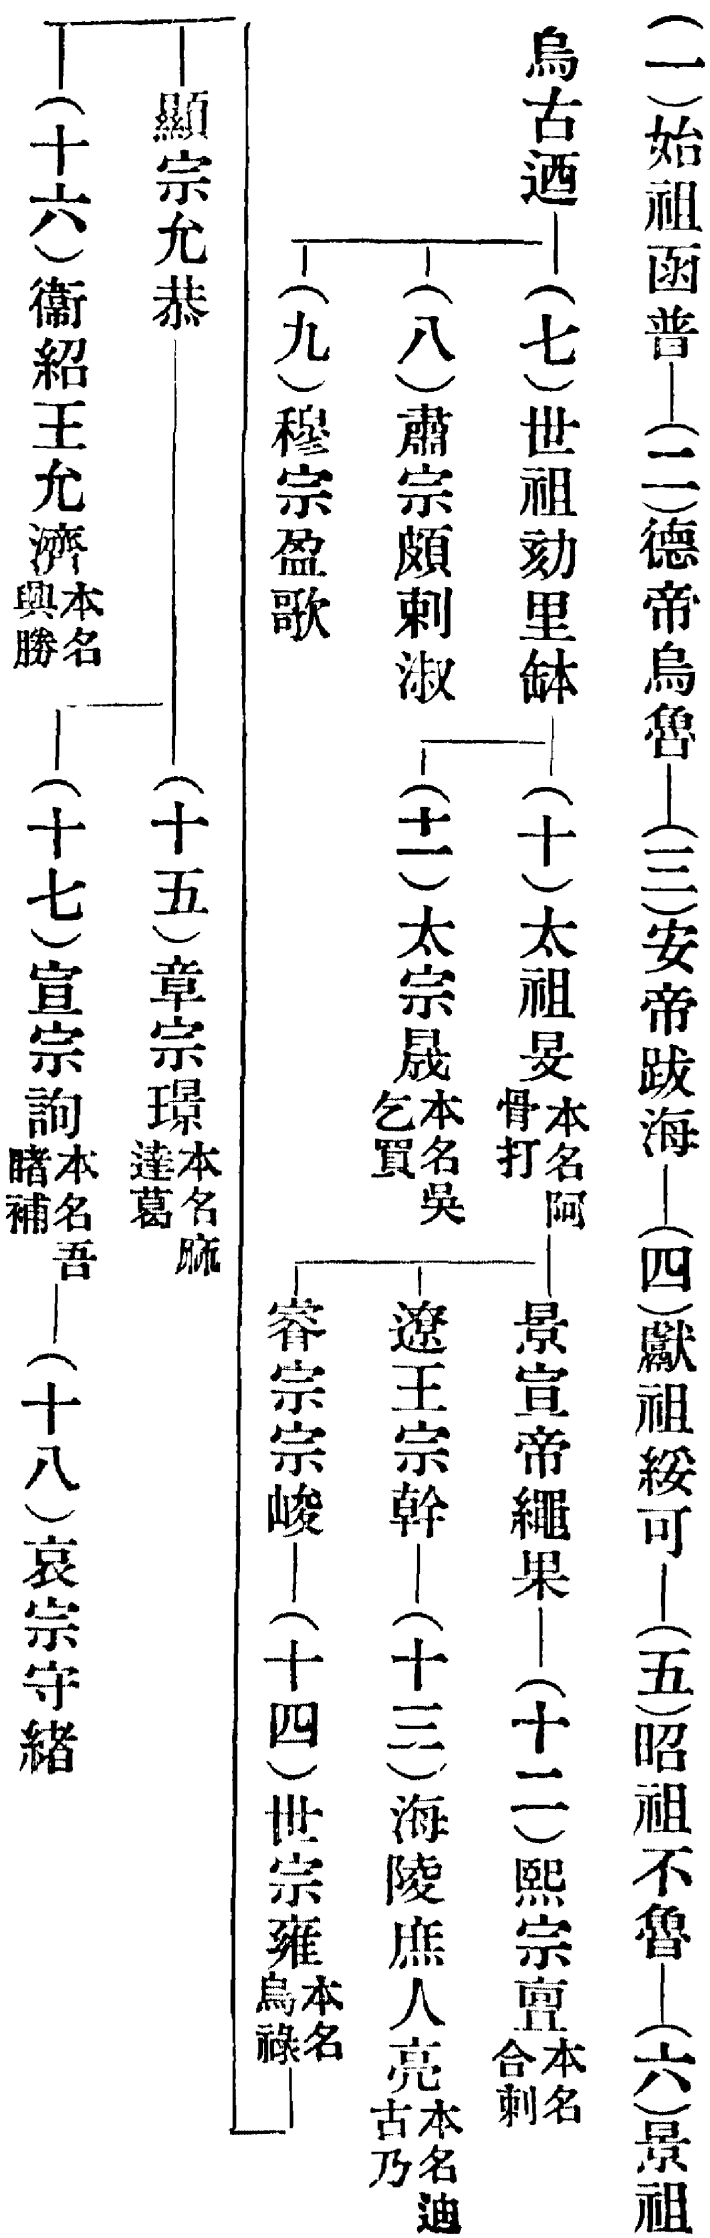 (一)始祖函普—(二)德帝烏魯—(三)安帝跋海—(四)獻祖綏可—(五)昭祖不魯—(六)景祖
烏古迺
(七)世祖劾里鉢
(八)肅宗頗剌淑
(九)穆宗盈歌
(十)太祖旻本名阿骨打
(十一)太宗晟本名吳乞買
景宣帝繩果—(十二)熙宗亶本名合剌
遼王宗幹—(十三)海陵庶人亮本名迪古乃
睿宗宗峻—(十四)世宗雍本名烏祿
顯宗允恭
(十六)衞紹王允濟本名興勝
(十五)章宗璟本名麻達葛
(十七)宣宗詢本名吾睹補—(十八)哀宗守緒